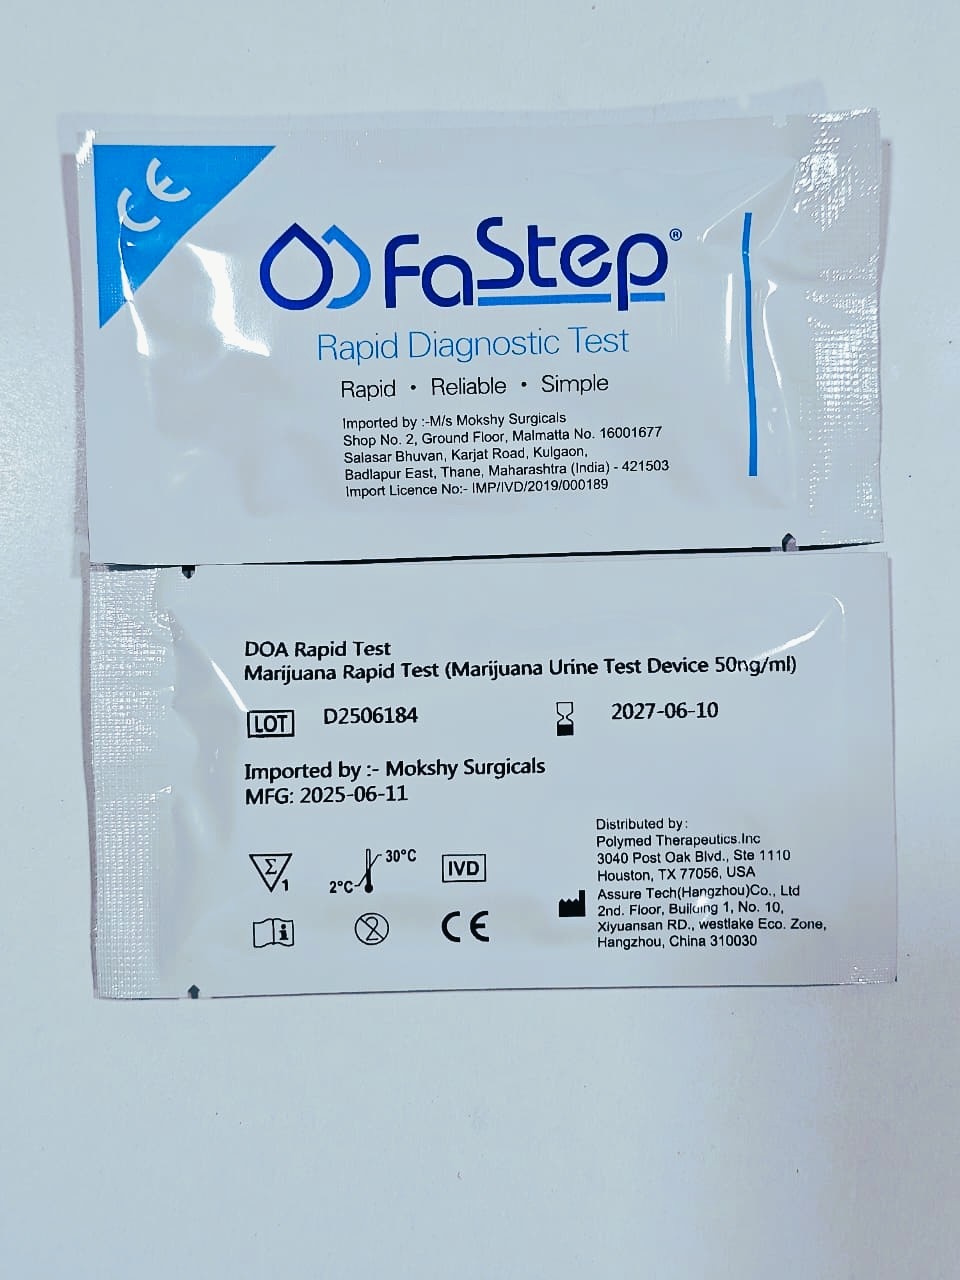 CE
FaStep®
Rapid Diagnostic Test
Rapid • Reliable • Simple
Imported by :-M/s Mokshy Surgicals
Shop No. 2, Ground Floor, Malmatta No. 16001677
Salasar Bhuvan, Karjat Road, Kulgaon,
Badlapur East, Thane, Maharashtra (India) - 421503
Import Licence No:- IMP/IVD/2019/000189
DOA Rapid Test
Marijuana Rapid Test (Marijuana Urine Test Device 50ng/ml)
LOT D2506184 2027-06-10
Imported by :- Mokshy Surgicals
MFG: 2025-06-11
Σ 1
2°C 30°C
IVD
i
2
CE
Distributed by:
Polymed Therapeutics.Inc
3040 Post Oak Blvd., Ste 1110
Houston, TX 77056, USA
Assure Tech(Hangzhou)Co., Ltd
2nd. Floor, Building 1, No. 10,
Xiyuansan RD., westlake Eco. Zone,
Hangzhou, China 310030